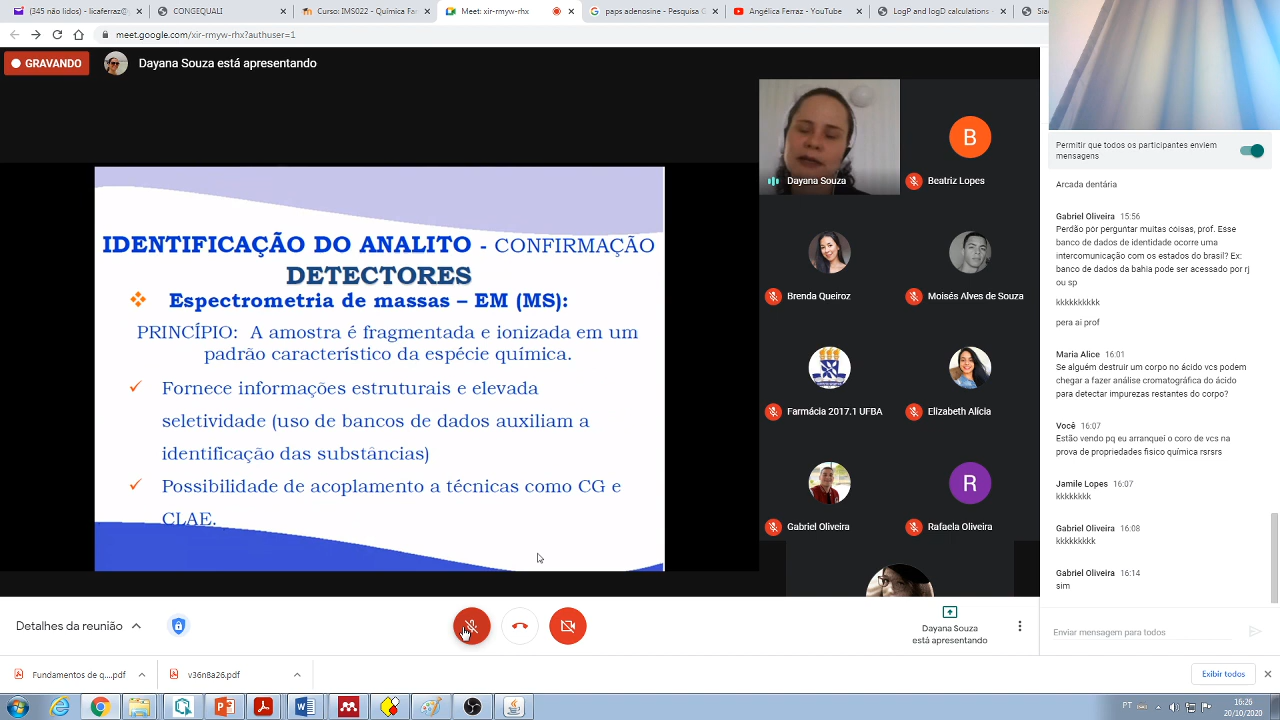 (345 não lidos) - licaferraz@
CONGEQUALI
Curso: IMS022 - Química Fa
Meet: xir-rmyw-rhx
paps adenosine - Pesquisa G
Angélica Ferraz - YouTube
LogP and logD calculations
meet.google.com/xir-rmyw-rhx?authuser=1
GRAVANDO
Dayana Souza está apresentando
IDENTIFICAÇÃO DO ANALITO - CONFIRMAÇÃO
DETECTORES
Espectrometria de massas – EM (MS):
PRINCÍPIO: A amostra é fragmentada e ionizada em um
padrão característico da espécie química.
Fornece informações estruturais e elevada
seletividade (uso de bancos de dados auxiliam a
identificação das substâncias)
Possibilidade de acoplamento a técnicas como CG e
CLAE.
Dayana Souza
B
Beatriz Lopes
Brenda Queiroz
Moisés Alves de Souza
Farmácia 2017.1 UFBA
Elizabeth Alícia
Gabriel Oliveira
R
Rafaela Oliveira
Permitir que todos os participantes enviem
mensagens
Arcada dentária
Gabriel Oliveira 15:56
Perdão por perguntar muitas coisas, prof. Esse
banco de dados de identidade ocorre uma
intercomunicação com os estados do brasil? Ex:
banco de dados da bahia pode ser acessado por rj
ou sp
kkkkkkkkkk
pera ai prof
Maria Alice 16:01
Se alguém destruir um corpo no ácido vcs podem
chegar a fazer análise cromatográfica do ácido
para detectar impurezas restantes do corpo?
Você 16:07
Estão vendo pq eu arranquei o coro de vcs na
prova de propriedades fisico química rsrsrs
Jamile Lopes 16:07
kkkkkkkk
Gabriel Oliveira 16:08
kkkkkkkkk
Gabriel Oliveira 16:14
sim
Enviar mensagem para todos
Detalhes da reunião
Dayana Souza
está apresentando
Fundamentos de q....pdf
v36n8a26.pdf
Exibir todos
PT
16:26
20/10/2020